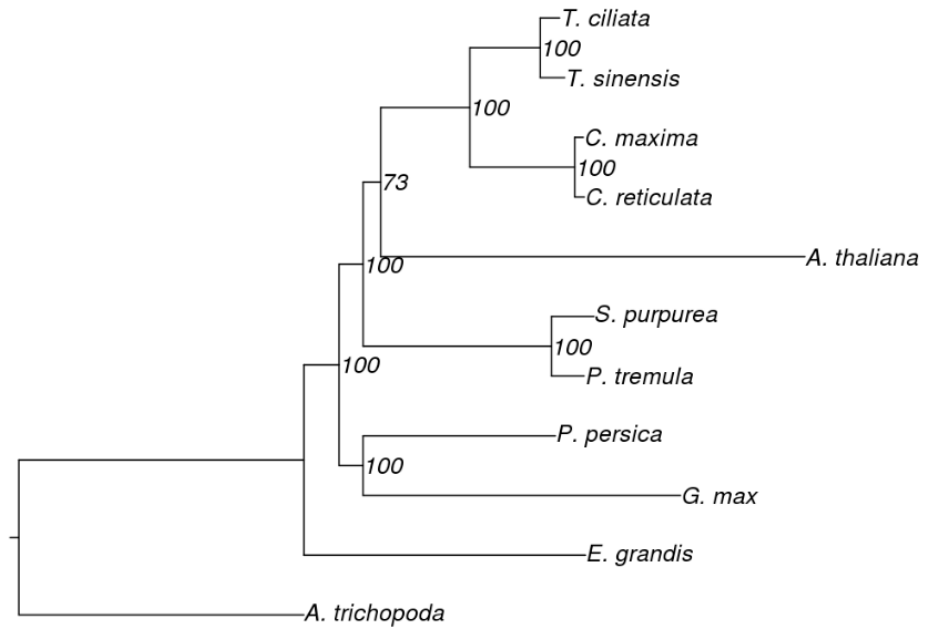 T. ciliata
100
T. sinensis
100
C. maxima
100
73
C. reticulata
A. thaliana
100
S. purpurea
100
100
P. tremula
P. persica
100
G. max
E. grandis
A. trichopoda